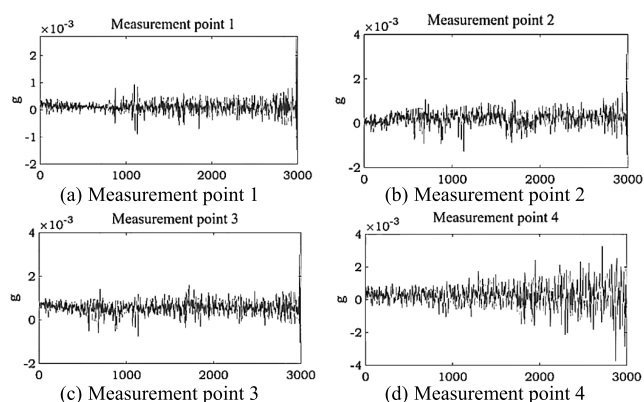 Measurement point 1
×10⁻³
2
1
0
-1
-2
g
0 1000 2000 3000
(a) Measurement point 1
Measurement point 2
×10⁻³
4
2
0
-2
g
0 1000 2000 3000
(b) Measurement point 2
Measurement point 3
×10⁻³
4
2
0
-2
g
0 1000 2000 3000
(c) Measurement point 3
Measurement point 4
×10⁻³
4
2
0
-2
-4
g
0 1000 2000 3000
(d) Measurement point 4